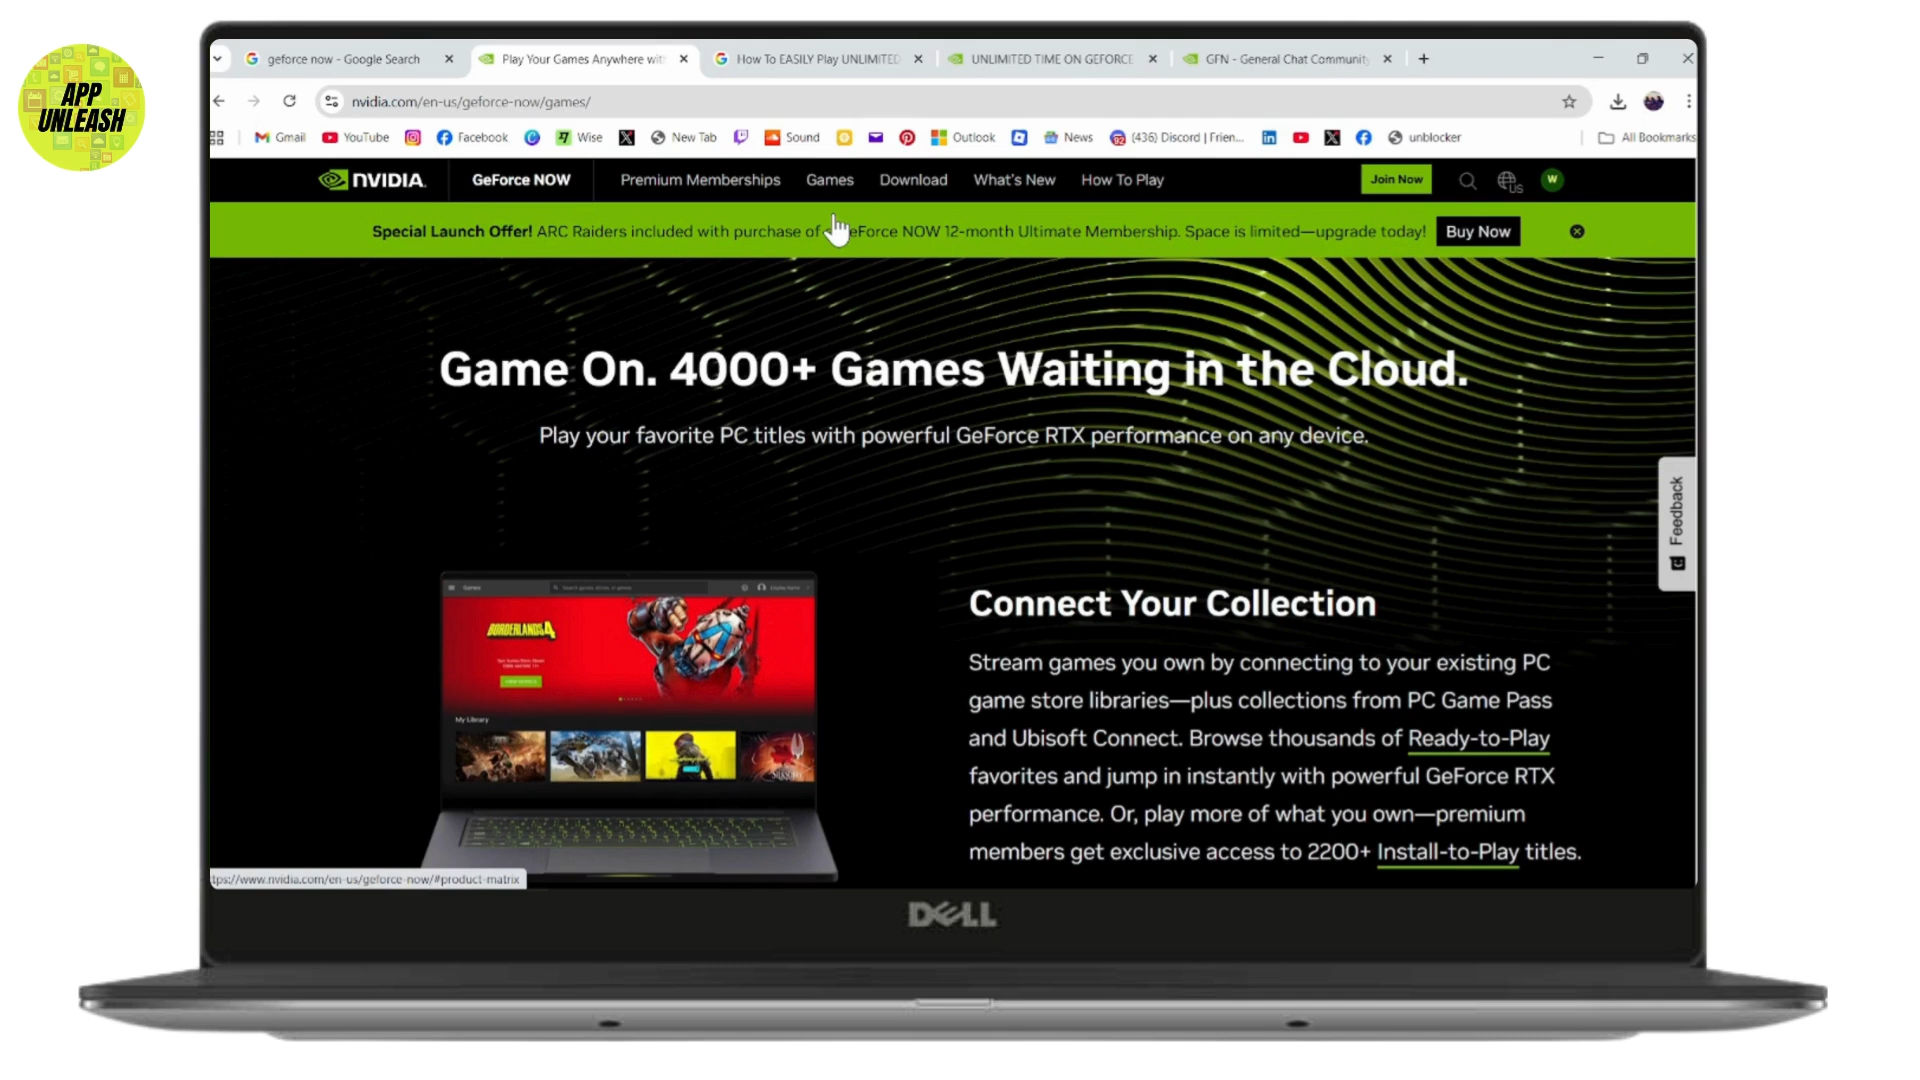 APP
UNLEASH
geforce now - Google Search
Play Your Games Anywhere wit
How To EASILY Play UNLIMITED
UNLIMITED TIME ON GEFORCE
GFN - General Chat Communit
nvidia.com/en-us/geforce-now/games/
Gmail YouTube Facebook Wise New Tab Sound Outlook News (436) Discord | Frien... unblocker All Bookmarks
NVIDIA. GeForce NOW Premium Memberships Games Download What's New How To Play Join Now US W
Special Launch Offer! ARC Raiders included with purchase of eForce NOW 12-month Ultimate Membership. Space is limited—upgrade today! Buy Now
Game On. 4000+ Games Waiting in the Cloud.
Play your favorite PC titles with powerful GeForce RTX performance on any device.
Feedback
Games
BORDERLANDS 4
My Library
Connect Your Collection
Stream games you own by connecting to your existing PC
game store libraries—plus collections from PC Game Pass
and Ubisoft Connect. Browse thousands of Ready-to-Play
favorites and jump in instantly with powerful GeForce RTX
performance. Or, play more of what you own—premium
members get exclusive access to 2200+ Install-to-Play titles.
tps://www.nvidia.com/en-us/geforce-now/#product-matrix
DELL